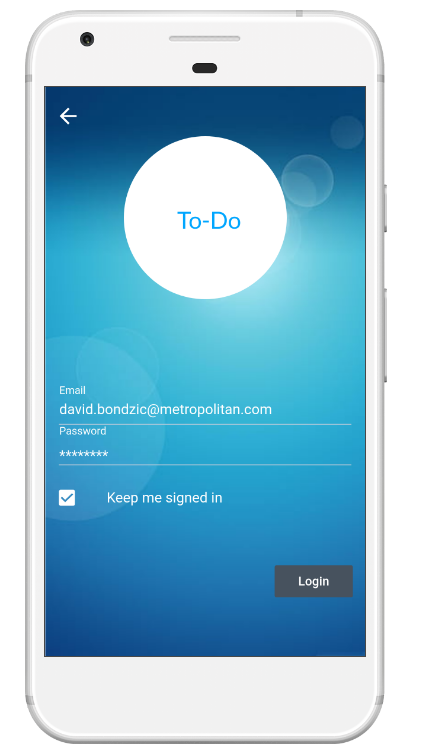 To-Do
Email
david.bondzic@metropolitan.com
Password
********
Keep me signed in
Login